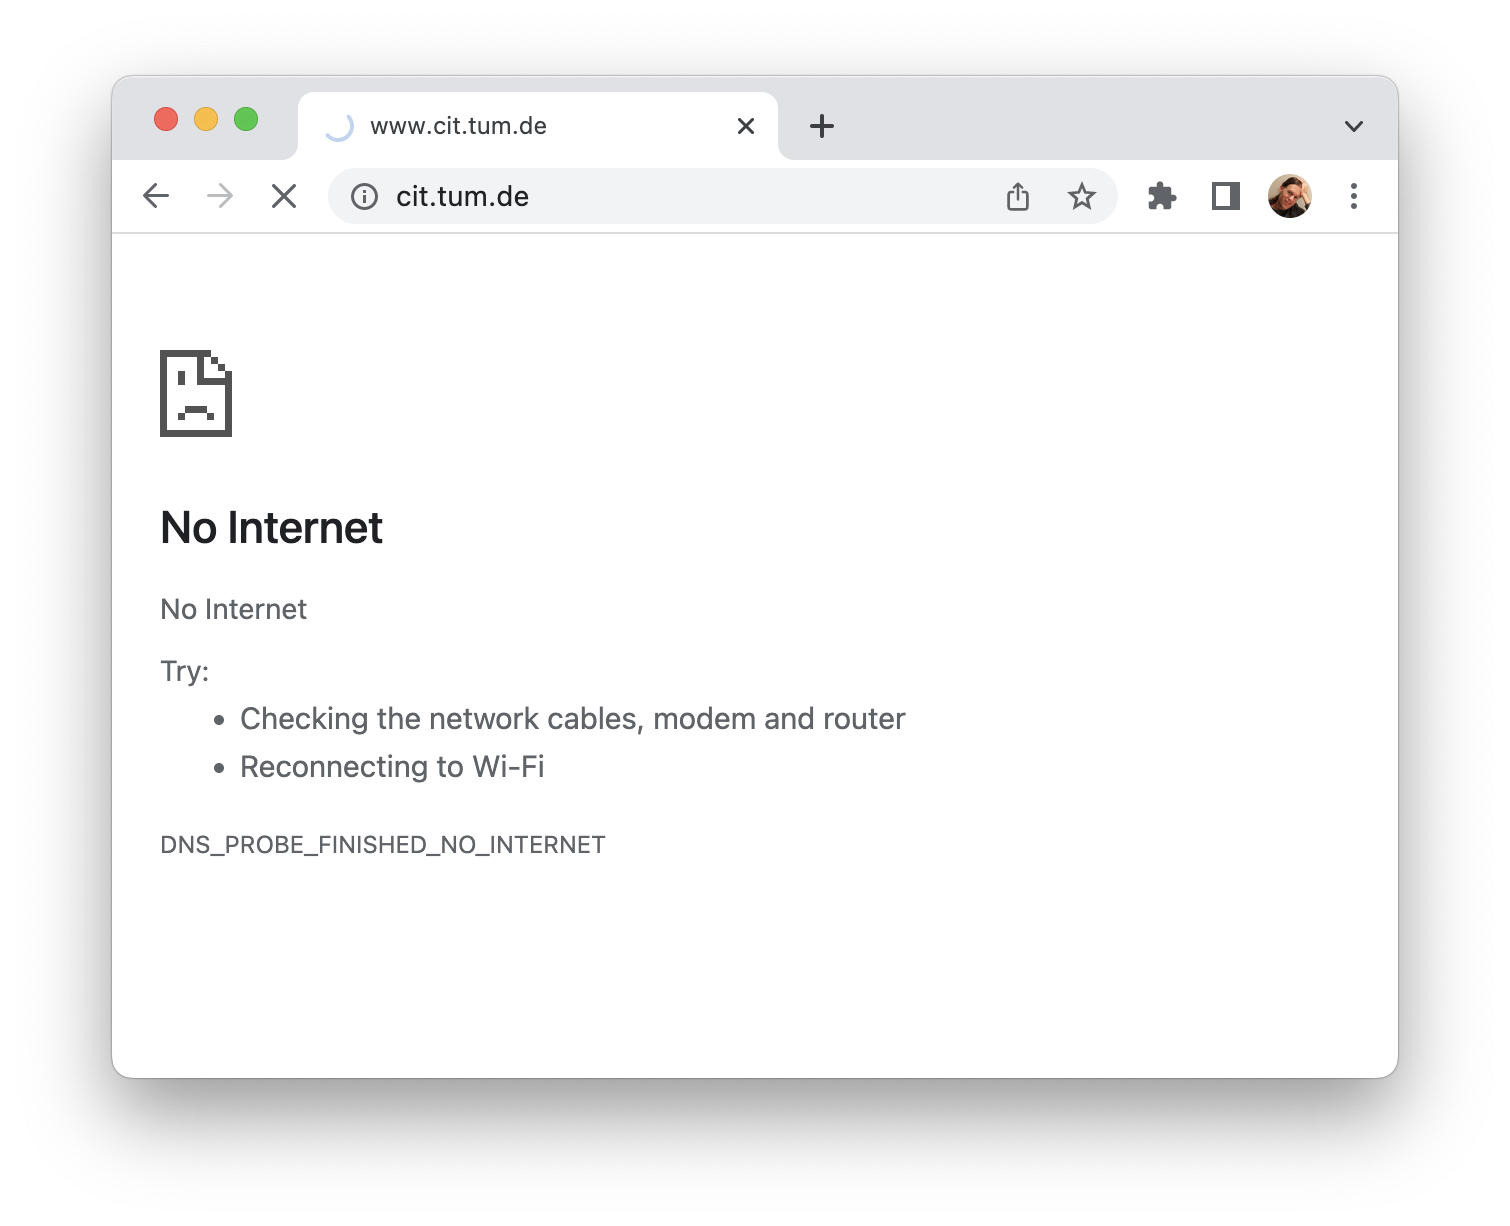 www.cit.tum.de
cit.tum.de
No Internet
No Internet
Try:
• Checking the network cables, modem and router
• Reconnecting to Wi-Fi
DNS_PROBE_FINISHED_NO_INTERNET